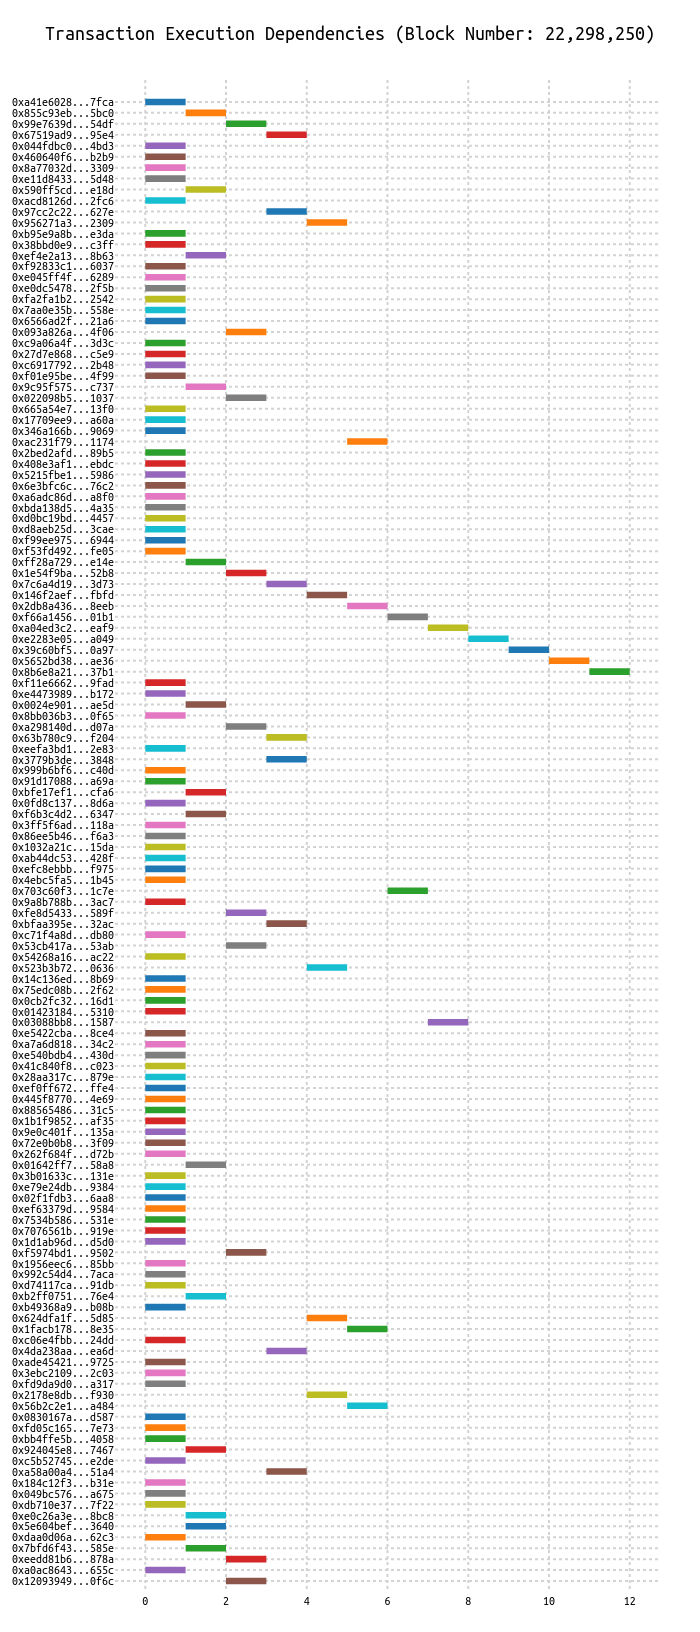 Transaction Execution Dependencies (Block Number: 22,298,250)
0xa41e6028...7fca
0x855c93eb...5bc0
0x99e7639d...54df
0x67519ad9...95e4
0x044fdbc0...4bd3
0x460640f6...b2b9
0x8a77032d...3309
0xe11d8433...5d48
0x590ff5cd...e18d
0xacd8126d...2fc6
0x97cc2c22...627e
0x956271a3...2309
0xb95e9a8b...e3da
0x38bbd0e9...c3ff
0xef4e2a13...8b63
0xf92833c1...6037
0xe045ff4f...6289
0xe0dc5478...2f5b
0xfa2fa1b2...2542
0x7aa0e35b...558e
0x6566ad2f...21a6
0x093a826a...4f06
0xc9a06a4f...3d3c
0x27d7e868...c5e9
0xc6917792...2b48
0xf01e95be...4f99
0x9c95f575...c737
0x022098b5...1037
0x665a54e7...13f0
0x17709ee9...a60a
0x346a166b...9069
0xac231f79...1174
0x2bed2afd...89b5
0x408e3af1...ebdc
0x5215fbe1...5986
0x6e3bfc6c...76c2
0xa6adc86d...a8f0
0xbda138d5...4a35
0xd0bc19bd...4457
0xd8aeb25d...3cae
0xf99ee975...6944
0xf53fd492...fe05
0xff28a729...e14e
0x1e54f9ba...52b8
0x7c6a4d19...3d73
0x146f2aef...fbfd
0x2db8a436...8eeb
0xf66a1456...01b1
0xa04ed3c2...eaf9
0xe2283e05...a049
0x39c60bf5...0a97
0x5652bd38...ae36
0x8b6e8a21...37b1
0xf11e6662...9fad
0xe4473989...b172
0x0024e901...ae5d
0x8bb036b3...0f65
0xa298140d...d07a
0x63b780c9...f204
0xeefa3bd1...2e83
0x3779b3de...3848
0x999b6bf6...c40d
0x91d17088...a69a
0xbfe17ef1...cfa6
0x0fd8c137...8d6a
0xf6b3c4d2...6347
0x3ff5f6ad...118a
0x86ee5b46...f6a3
0x1032a21c...15da
0xab44dc53...428f
0xefc8ebbb...f975
0x4ebc5fa5...1b45
0x703c60f3...1c7e
0x9a8b788b...3ac7
0xfe8d5433...589f
0xbfaa395e...32ac
0xc71f4a8d...db80
0x53cb417a...53ab
0x54268a16...ac22
0x523b3b72...0636
0x14c136ed...8b69
0x75edc08b...2f62
0x0cb2fc32...16d1
0x01423184...5310
0x03088bb8...1587
0xe5422cba...8ce4
0xa7a6d818...34c2
0xe540bdb4...430d
0x41c840f8...c023
0x28aa317c...879e
0xef0ff672...ffe4
0x445f8770...4e69
0x88565486...31c5
0x1b1f9852...af35
0x9e0c401f...135a
0x72e0b0b8...3f09
0x262f684f...d72b
0x01642ff7...58a8
0x3b01633c...131e
0xe79e24db...9384
0x02f1fdb3...6aa8
0xef63379d...9584
0x7534b586...531e
0x7076561b...919e
0x1d1ab96d...d5d0
0xf5974bd1...9502
0x1956eec6...85bb
0x992c54d4...7aca
0xd74117ca...91db
0xb2ff0751...76e4
0xb49368a9...b08b
0x624dfa1f...5d85
0x1facb178...8e35
0xc06e4fbb...24dd
0x4da238aa...ea6d
0xade45421...9725
0x3ebc2109...2c03
0xfd9da9d0...a317
0x2178e8db...f930
0x56b2c2e1...a484
0x0830167a...d587
0xfd05c165...7e73
0xbb4ffe5b...4058
0x924045e8...7467
0xc5b52745...e2de
0xa58a00a4...51a4
0x184c12f3...b31e
0x049bc576...a675
0xdb710e37...7f22
0xe0c26a3e...8bc8
0x5e604bef...3640
0xdaa0d06a...62c3
0x7bfd6f43...585e
0xeedd81b6...878a
0xa0ac8643...655c
0x12093949...0f6c
0 2 4 6 8 10 12